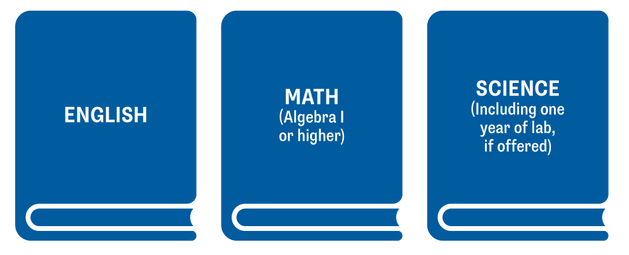 ENGLISH
MATH
(Algebra I
or higher)
SCIENCE
(Including one
year of lab,
if offered)